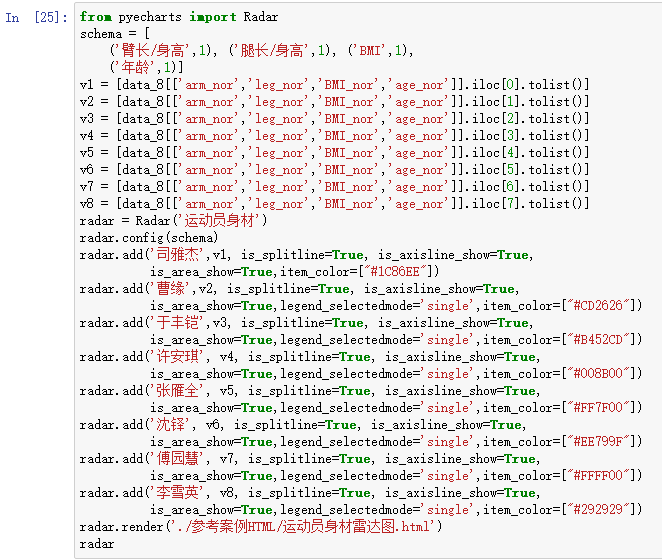 In [25]:
from pyecharts import Radar
schema = [
    ('臂长/身高',1), ('腿长/身高',1), ('BMI',1),
    ('年龄',1)]
v1 = [data_8[['arm_nor','leg_nor','BMI_nor','age_nor']].iloc[0].tolist()]
v2 = [data_8[['arm_nor','leg_nor','BMI_nor','age_nor']].iloc[1].tolist()]
v3 = [data_8[['arm_nor','leg_nor','BMI_nor','age_nor']].iloc[2].tolist()]
v4 = [data_8[['arm_nor','leg_nor','BMI_nor','age_nor']].iloc[3].tolist()]
v5 = [data_8[['arm_nor','leg_nor','BMI_nor','age_nor']].iloc[4].tolist()]
v6 = [data_8[['arm_nor','leg_nor','BMI_nor','age_nor']].iloc[5].tolist()]
v7 = [data_8[['arm_nor','leg_nor','BMI_nor','age_nor']].iloc[6].tolist()]
v8 = [data_8[['arm_nor','leg_nor','BMI_nor','age_nor']].iloc[7].tolist()]
radar = Radar('运动员身材')
radar.config(schema)
radar.add('司雅杰',v1, is_splitline=True, is_axisline_show=True,
          is_area_show=True,item_color=["#1C86EE"])
radar.add('曹缘',v2, is_splitline=True, is_axisline_show=True,
          is_area_show=True,legend_selectedmode='single',item_color=["#CD2626"])
radar.add('于丰铠',v3, is_splitline=True, is_axisline_show=True,
          is_area_show=True,legend_selectedmode='single',item_color=["#B452CD"])
radar.add('许安琪', v4, is_splitline=True, is_axisline_show=True,
          is_area_show=True,legend_selectedmode='single',item_color=["#008B00"])
radar.add('张雁全', v5, is_splitline=True, is_axisline_show=True,
          is_area_show=True,legend_selectedmode='single',item_color=["#FF7F00"])
radar.add('沈铎', v6, is_splitline=True, is_axisline_show=True,
          is_area_show=True,legend_selectedmode='single',item_color=["#EE799F"])
radar.add('傅园慧', v7, is_splitline=True, is_axisline_show=True,
          is_area_show=True,legend_selectedmode='single',item_color=["#FFFF00"])
radar.add('李雪英', v8, is_splitline=True, is_axisline_show=True,
          is_area_show=True,legend_selectedmode='single',item_color=["#292929"])
radar.render('./参考案例HTML/运动员身材雷达图.html')
radar